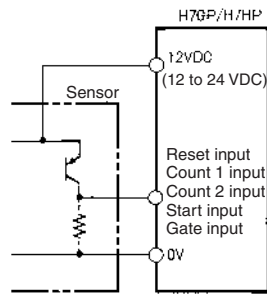 H7GP/H7HP
12VDC
(12 to 24 VDC)
Sensor
Reset input
Count 1 input
Count 2 input
Start input
Gate input
0V